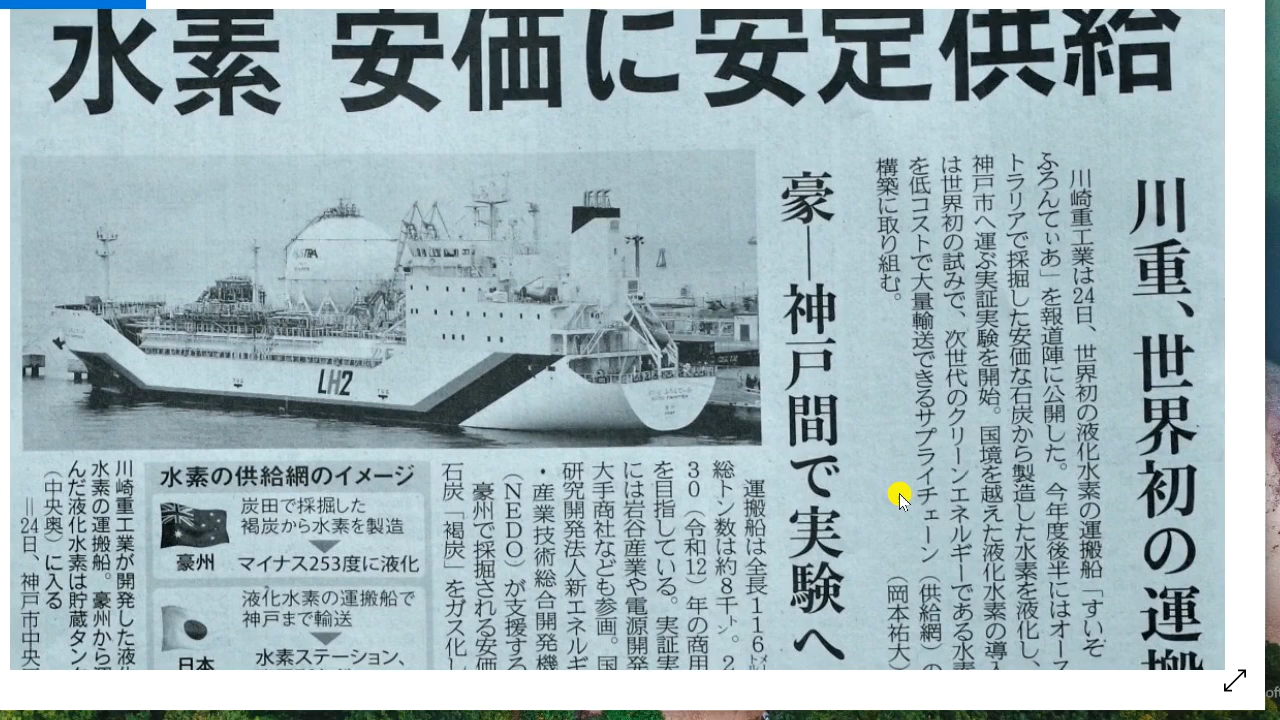 水素 安価に安定供給
川重、世界初の運搬
川崎重工業は24日、世界初の液化水素の運搬船「すいそ
ふろんてぃあ」を報道陣に公開した。今年度後半にはオース
トラリアで採掘した安価な石炭から製造した水素を液化し、
神戸市へ運ぶ実証実験を開始。国境を越えた液化水素の導入
は世界初の試みで、次世代のクリーンエネルギーである水素
を低コストで大量輸送できるサプライチェーン(供給網)の
構築に取り組む。(岡本祐大)
豪―神戸間で実験へ
LH2
運搬船は全長116㍍
総トン数は約8千㌧。2
30(令和12)年の商用
を目指している。実証実
には岩谷産業や電源開発
大手商社なども参画。国
研究開発法人新エネルギ
・産業技術総合開発機
(NEDO)が支援する
豪州で採掘される安価
石炭「褐炭」をガス化し
水素の供給網のイメージ
豪州
炭田で採掘した
褐炭から水素を製造
マイナス253度に液化
日本
液化水素の運搬船で
神戸まで輸送
水素ステーション、
川崎重工業が開発した液
水素の運搬船。豪州から
んだ液化水素は貯蔵タン
(中央奥)に入る
=24日、神戸市中央